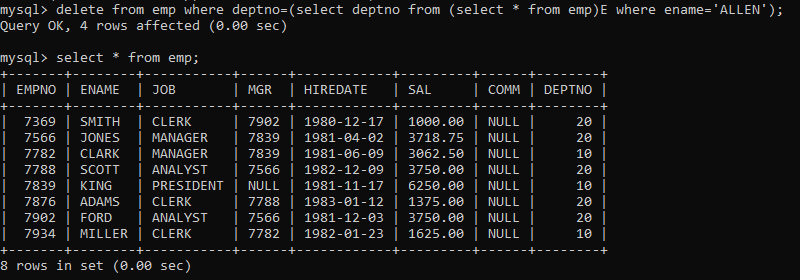 mysql> delete from emp where deptno=(select deptno from (select * from emp)E where ename='ALLEN');
Query OK, 4 rows affected (0.00 sec)
mysql> select * from emp;
+-------+--------+-----------+------+------------+---------+------+--------+
| EMPNO | ENAME  | JOB       | MGR  | HIREDATE   | SAL     | COMM | DEPTNO |
+-------+--------+-----------+------+------------+---------+------+--------+
|  7369 | SMITH  | CLERK     | 7902 | 1980-12-17 | 1000.00 | NULL |     20 |
|  7566 | JONES  | MANAGER   | 7839 | 1981-04-02 | 3718.75 | NULL |     20 |
|  7782 | CLARK  | MANAGER   | 7839 | 1981-06-09 | 3062.50 | NULL |     10 |
|  7788 | SCOTT  | ANALYST   | 7566 | 1982-12-09 | 3750.00 | NULL |     20 |
|  7839 | KING   | PRESIDENT | NULL | 1981-11-17 | 6250.00 | NULL |     10 |
|  7876 | ADAMS  | CLERK     | 7788 | 1983-01-12 | 1375.00 | NULL |     20 |
|  7902 | FORD   | ANALYST   | 7566 | 1981-12-03 | 3750.00 | NULL |     20 |
|  7934 | MILLER | CLERK     | 7782 | 1982-01-23 | 1625.00 | NULL |     10 |
+-------+--------+-----------+------+------------+---------+------+--------+
8 rows in set (0.00 sec)